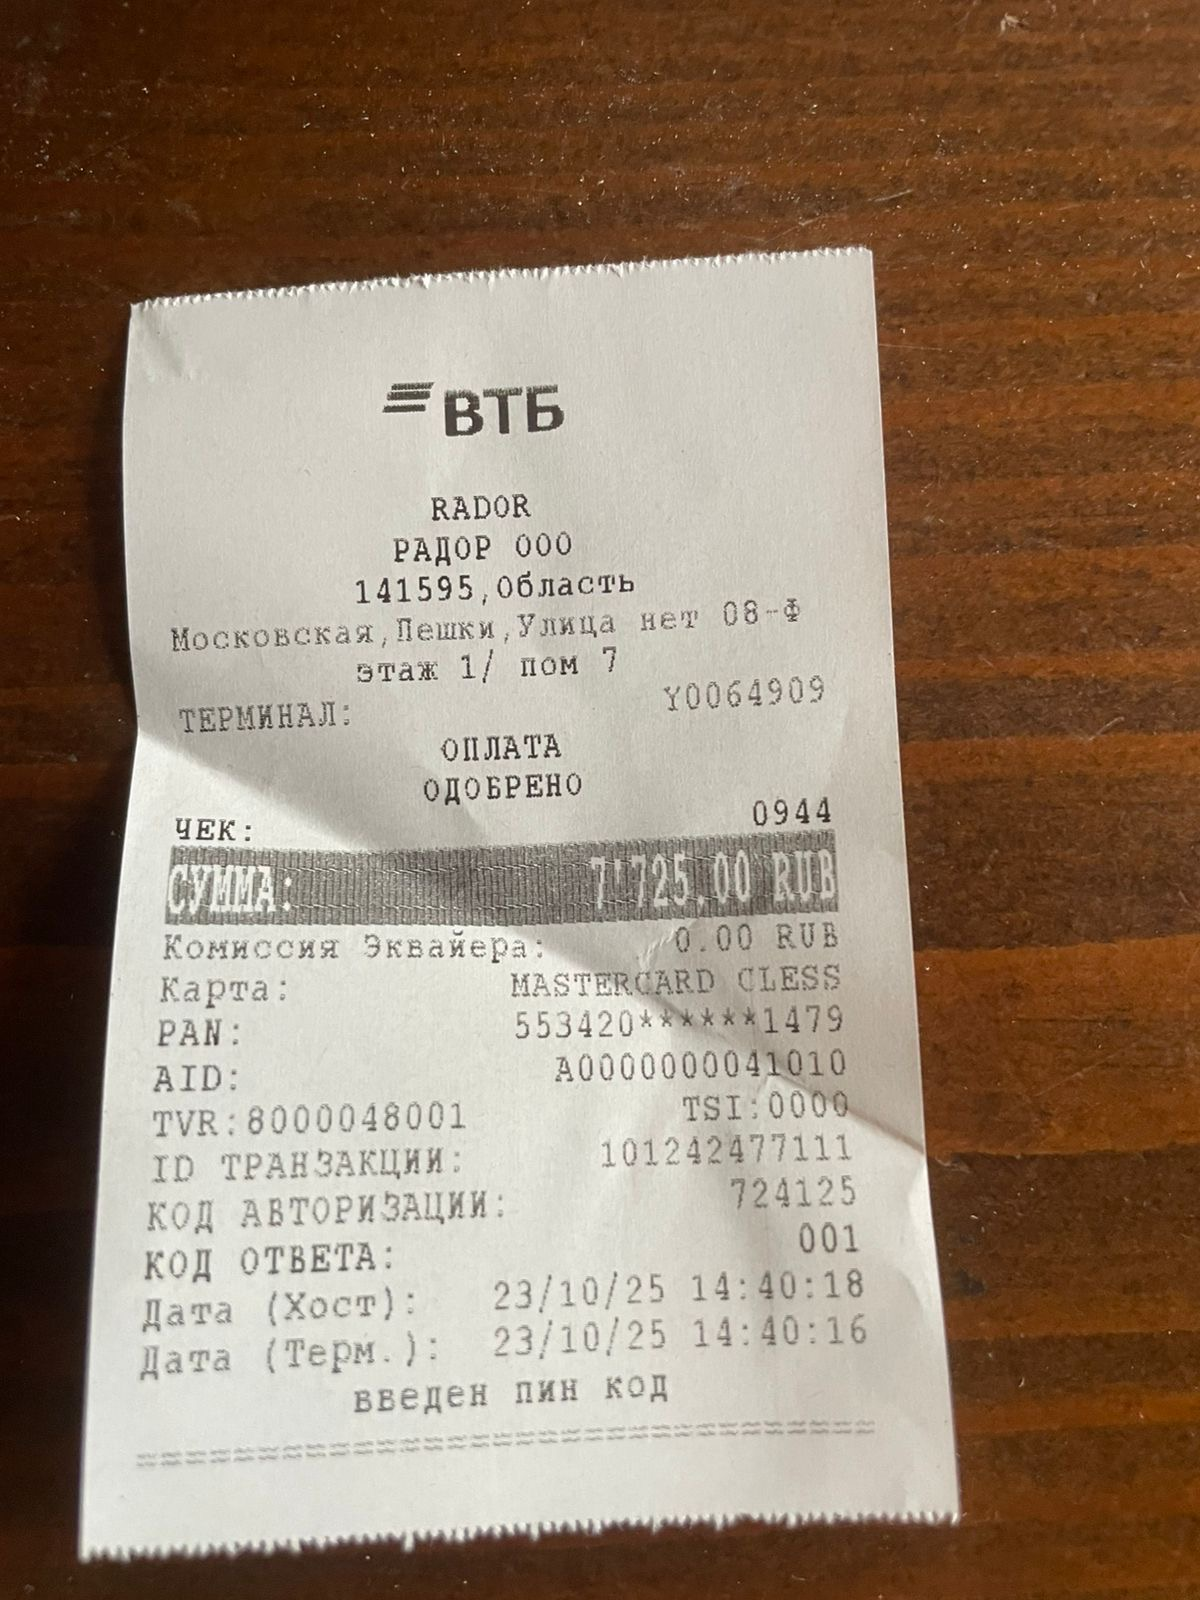 ВТБ
RADOR
РАДОР ООО
141595,Область
Московская,Пешки,Улица нет 08-Ф
этаж 1/ пом 7
ТЕРМИНАЛ: Y0064909
ОПЛАТА
ОДОБРЕНО
ЧЕК: 0944
СУММА: 7'725.00 RUB
Комиссия Эквайера: 0.00 RUB
Карта: MASTERCARD CLESS
PAN: 553420******1479
AID: A0000000041010
TVR:8000048001 TSI:0000
ID ТРАНЗАКЦИИ: 101242477111
КОД АВТОРИЗАЦИИ: 724125
КОД ОТВЕТА: 001
Дата (Хост): 23/10/25 14:40:18
Дата (Терм.): 23/10/25 14:40:16
введен пин код
================================